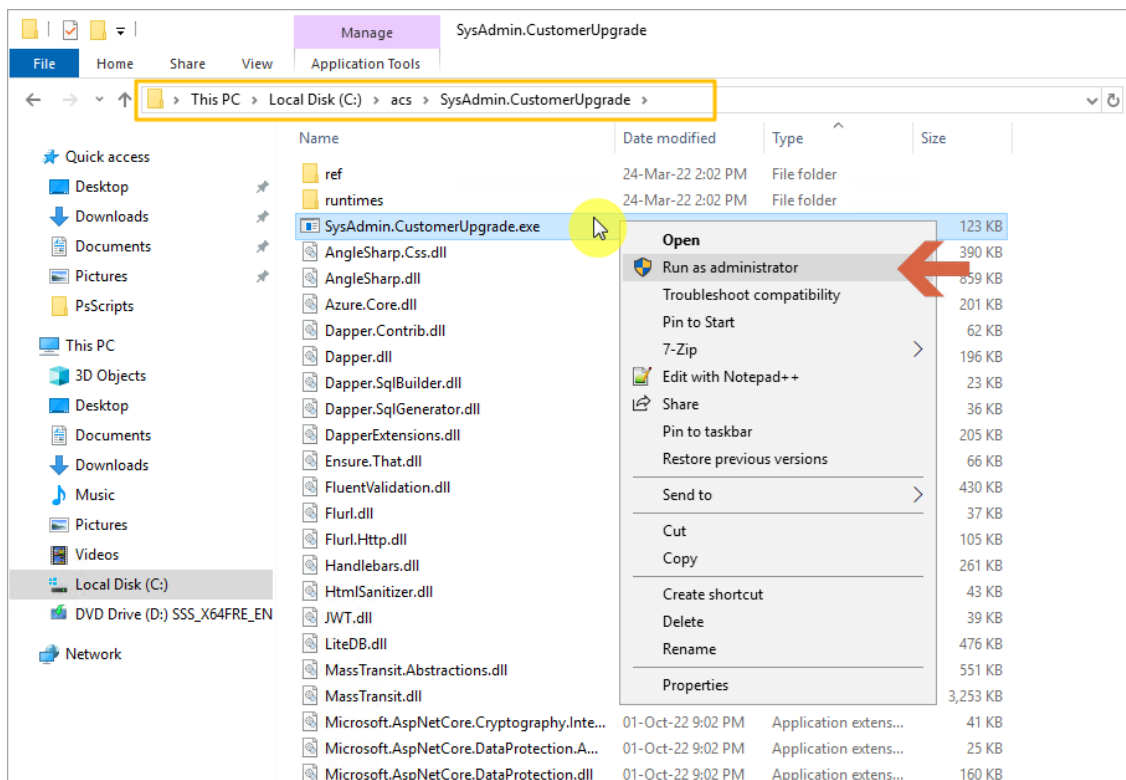 Manage
SysAdmin.CustomerUpgrade
File
Home
Share
View
Application Tools
This PC > Local Disk (C:) > acs > SysAdmin.CustomerUpgrade >
Name
Date modified
Type
Size
Quick access
Desktop
Downloads
Documents
Pictures
PsScripts
This PC
3D Objects
Desktop
Documents
Downloads
Music
Pictures
Videos
Local Disk (C:)
DVD Drive (D:) SSS_X64FRE_EN
Network
ref 24-Mar-22 2:02 PM File folder
runtimes 24-Mar-22 2:02 PM File folder
SysAdmin.CustomerUpgrade.exe 123 KB
AngleSharp.Css.dll 390 KB
AngleSharp.dll 859 KB
Azure.Core.dll 201 KB
Dapper.Contrib.dll 62 KB
Dapper.dll 196 KB
Dapper.SqlBuilder.dll 23 KB
Dapper.SqlGenerator.dll 36 KB
DapperExtensions.dll 205 KB
Ensure.That.dll 66 KB
FluentValidation.dll 430 KB
Flurl.dll 37 KB
Flurl.Http.dll 105 KB
Handlebars.dll 261 KB
HtmlSanitizer.dll 43 KB
JWT.dll 39 KB
LiteDB.dll 476 KB
MassTransit.Abstractions.dll 551 KB
MassTransit.dll 3,253 KB
Microsoft.AspNetCore.Cryptography.Inte... 01-Oct-22 9:02 PM Application extens... 41 KB
Microsoft.AspNetCore.DataProtection.A... 01-Oct-22 9:02 PM Application extens... 25 KB
Microsoft.AspNetCore.DataProtection.dll 01-Oct-22 9:02 PM Application extens... 160 KB
Open
Run as administrator
Troubleshoot compatibility
Pin to Start
7-Zip
Edit with Notepad++
Share
Pin to taskbar
Restore previous versions
Send to
Cut
Copy
Create shortcut
Delete
Rename
Properties